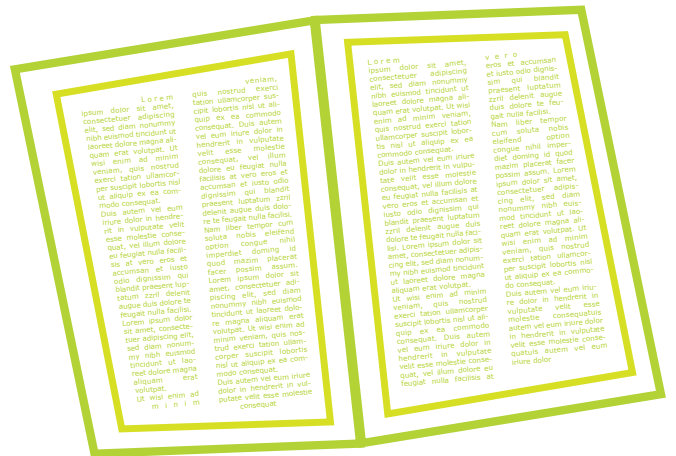 Lorem
ipsum dolor sit amet,
consectetuer adipiscing
elit, sed diam nonummy
nibh euismod tincidunt ut
laoreet dolore magna ali-
quam erat volutpat. Ut
wisi enim ad minim
veniam, quis nostrud
exerci tation ullamcor-
per suscipit lobortis nisl
ut aliquip ex ea com-
modo consequat.
Duis autem vel eum
iriure dolor in hendre-
rit in vulputate velit
esse molestie conse-
quat, vel illum dolore
eu feugiat nulla facili-
sis at vero eros et
accumsan et iusto
odio dignissim qui
blandit praesent lup-
tatum zzril delenit
augue duis dolore te
feugait nulla facilisi.
Lorem ipsum dolor
sit amet, consecte-
tuer adipiscing elit,
sed diam nonum-
my nibh euismod
tincidunt ut lao-
reet dolore magna
aliquam erat
volutpat.
Ut wisi enim ad
minim
veniam,
quis nostrud exerci
tation ullamcorper sus-
cipit lobortis nisl ut ali-
quip ex ea commodo
consequat. Duis autem
vel eum iriure dolor in
hendrerit in vulputate
velit esse molestie
consequat, vel illum
dolore eu feugiat nulla
facilisis at vero eros et
accumsan et iusto odio
dignissim qui blandit
praesent luptatum zzril
delenit augue duis dolo-
re te feugait nulla facilisi.
Nam liber tempor cum
soluta nobis eleifend
option congue nihil
imperdiet doming id
quod mazim placerat
facer possim assum.
Lorem ipsum dolor sit
amet, consectetuer adi-
piscing elit, sed diam
nonummy nibh euismod
tincidunt ut laoreet dolo-
re magna aliquam erat
volutpat. Ut wisi enim ad
minim veniam, quis nos-
trud exerci tation ullam-
corper suscipit lobortis
nisl ut aliquip ex ea com-
modo consequat.
Duis autem vel eum iriure
dolor in hendrerit in vul-
putate velit esse molestie
consequat
Lorem
ipsum dolor sit amet,
consectetuer adipiscing
elit, sed diam nonummy
nibh euismod tincidunt ut
laoreet dolore magna ali-
quam erat volutpat. Ut wisi
enim ad minim veniam,
quis nostrud exerci tation
ullamcorper suscipit lobor-
tis nisl ut aliquip ex ea
commodo consequat.
Duis autem vel eum iriure
dolor in hendrerit in vulpu-
tate velit esse molestie
consequat, vel illum dolore
eu feugiat nulla facilisis at
vero eros et accumsan et
iusto odio dignissim qui
blandit praesent luptatum
zzril delenit augue duis
dolore te feugait nulla faci-
lisi. Lorem ipsum dolor sit
amet, consectetuer adipis-
cing elit, sed diam nonum-
my nibh euismod tincidunt
ut laoreet dolore magna
aliquam erat volutpat.
Ut wisi enim ad minim
veniam, quis nostrud
exerci tation ullamcorper
suscipit lobortis nisl ut ali-
quip ex ea commodo
consequat. Duis autem
vel eum iriure dolor in
hendrerit in vulputate
velit esse molestie conse-
quat, vel illum dolore eu
feugiat nulla facilisis at
vero
eros et accumsan
et iusto odio dignis-
sim qui blandit
praesent luptatum
zzril delenit augue
duis dolore te feu-
gait nulla facilisi.
Nam liber tempor
cum soluta nobis
eleifend option
congue nihil imper-
diet doming id quod
mazim placerat facer
possim assum. Lorem
ipsum dolor sit amet,
consectetuer adipis-
cing elit, sed diam
nonummy nibh euis-
mod tincidunt ut lao-
reet dolore magna ali-
quam erat volutpat. Ut
wisi enim ad minim
veniam, quis nostrud
exerci tation ullamcor-
per suscipit lobortis nisl
ut aliquip ex ea commo-
do consequat.
Duis autem vel eum iriu-
re dolor in hendrerit in
vulputate velit esse
molestie consequatuis
autem vel eum iriure dolor
in hendrerit in vulputate
velit esse molestie conse-
quatuis autem vel eum
iriure dolor